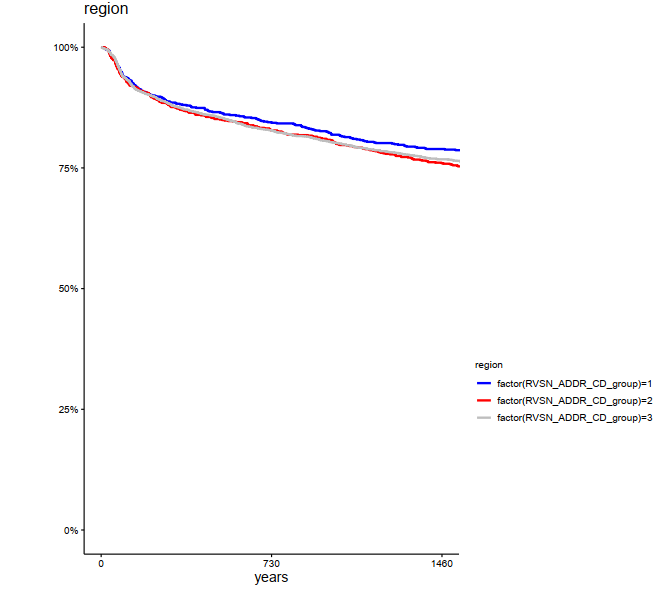 region
100%
75%
50%
25%
0%
0 730 1460
years
region
factor(RVSN_ADDR_CD_group)=1
factor(RVSN_ADDR_CD_group)=2
factor(RVSN_ADDR_CD_group)=3